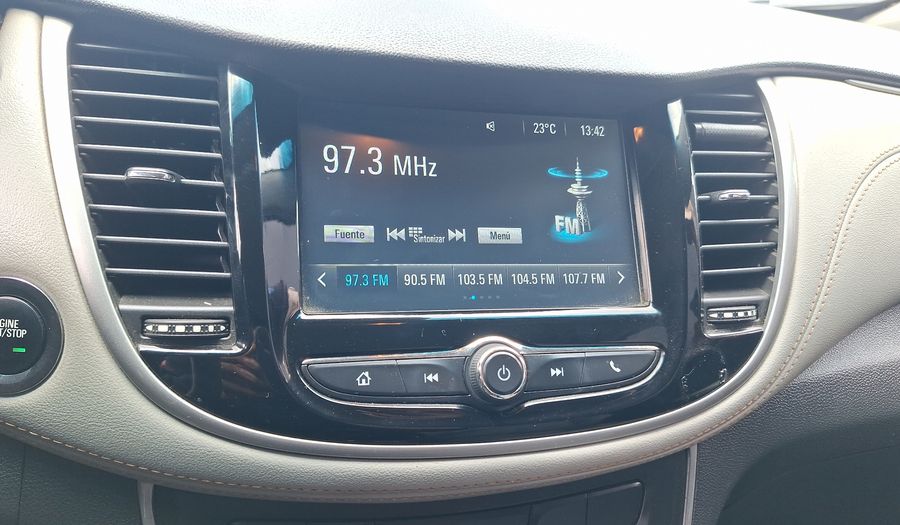 23°C 13:42
97.3 MHz
FM
Fuente Sintonizar Menú
97.3 FM 90.5 FM 103.5 FM 104.5 FM 107.7 FM
ENGINE
/STOP